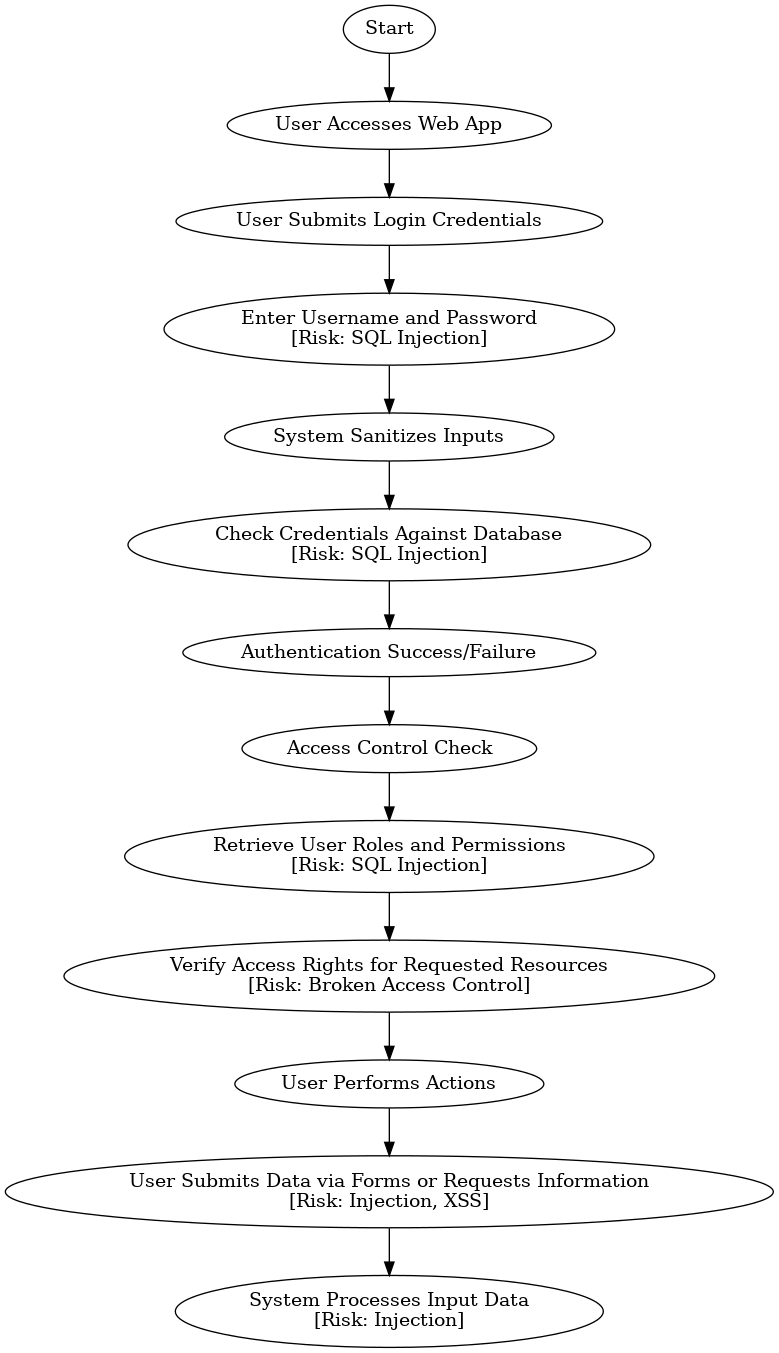 Start
User Accesses Web App
User Submits Login Credentials
Enter Username and Password
[Risk: SQL Injection]
System Sanitizes Inputs
Check Credentials Against Database
[Risk: SQL Injection]
Authentication Success/Failure
Access Control Check
Retrieve User Roles and Permissions
[Risk: SQL Injection]
Verify Access Rights for Requested Resources
[Risk: Broken Access Control]
User Performs Actions
User Submits Data via Forms or Requests Information
[Risk: Injection, XSS]
System Processes Input Data
[Risk: Injection]